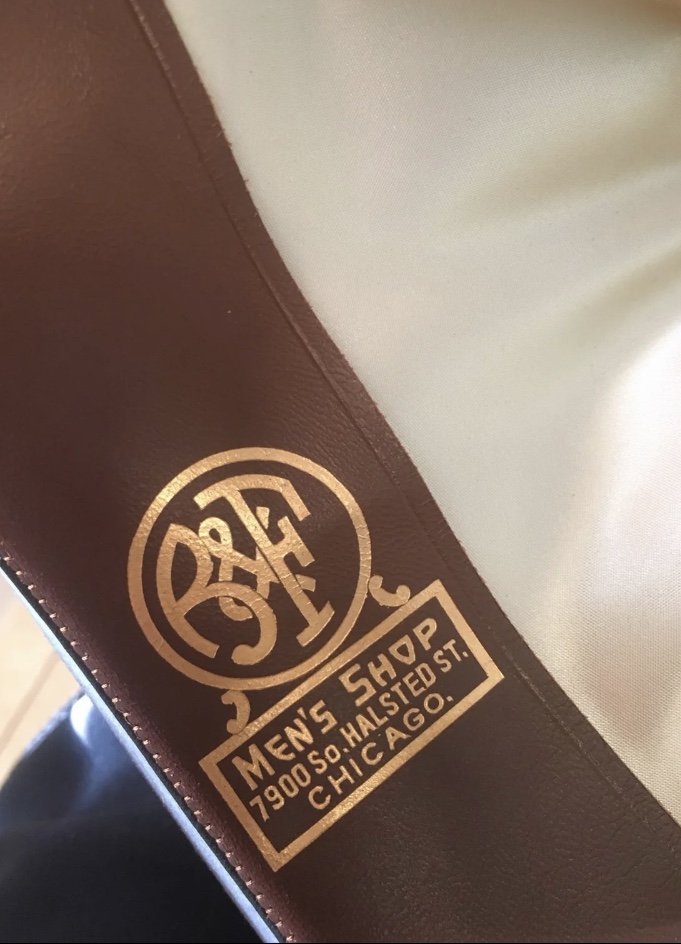 B&F
MEN'S SHOP
7900 So. HALSTED ST.
CHICAGO.